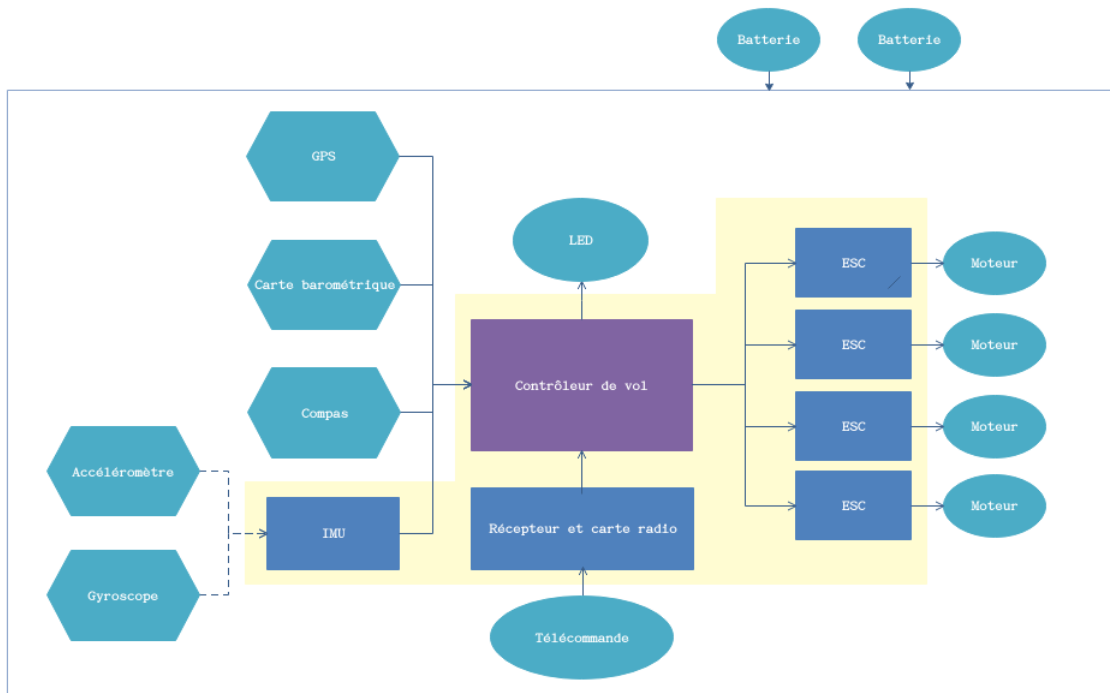 Batterie
Batterie
GPS
Carte barométrique
Compas
Accéléromètre
Gyroscope
IMU
LED
Contrôleur de vol
Récepteur et carte radio
Télécommande
ESC
Moteur
ESC
Moteur
ESC
Moteur
ESC
Moteur